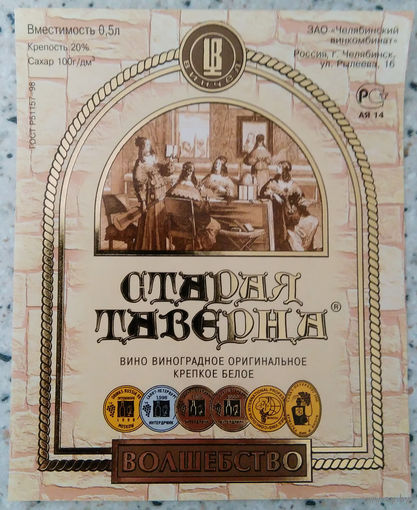 Вместимость 0,5л
Крепость 20%
Сахар 100г/дм³
ГОСТ Р51157-98
ВИНЧЕЛ
ЗАО «Челябинский
винкомбинат»
Россия, г. Челябинск,
ул. Рылеева, 16
АЯ 14
СТАРАЯ
ТАВЕРНА®
ВИНО ВИНОГРАДНОЕ ОРИГИНАЛЬНОЕ
КРЕПКОЕ БЕЛОЕ
ВОЛШЕБСТВО